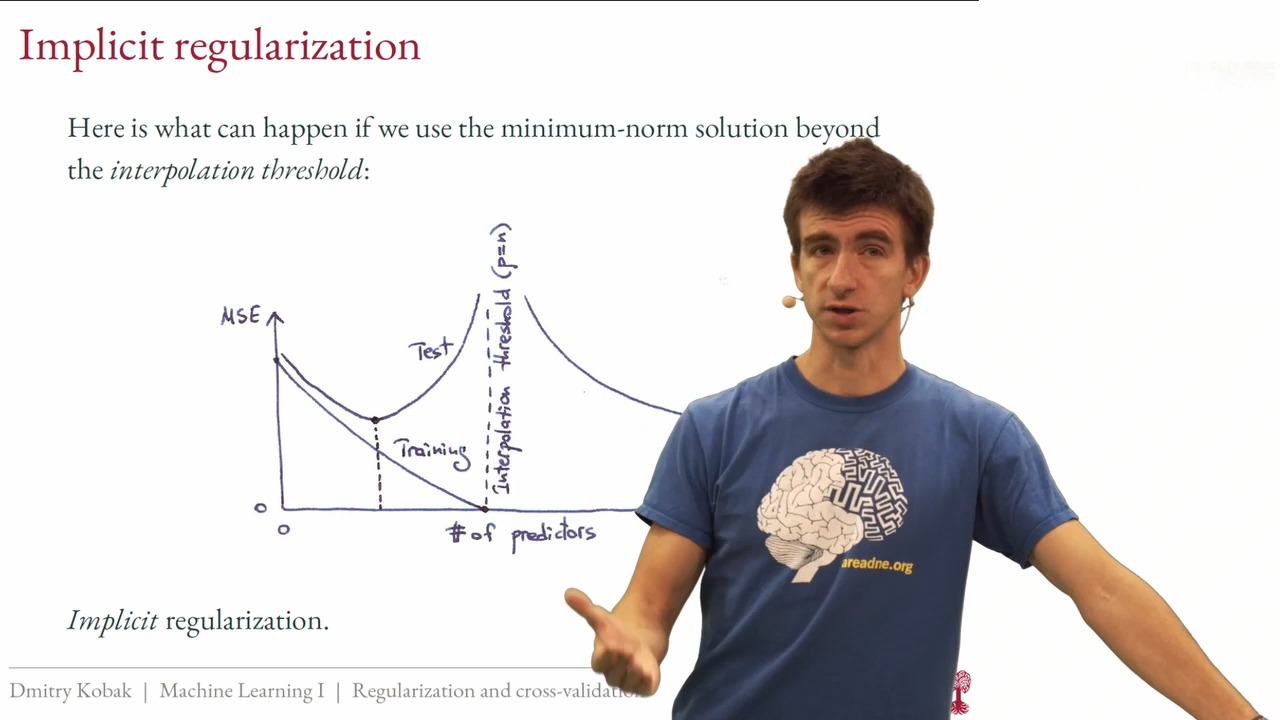 Implicit regularization
Here is what can happen if we use the minimum-norm solution beyond
the interpolation threshold:
MSE
Test
Interpolation threshold (p=n)
Training
0
0
# of predictors
Implicit regularization.
areadne.org
Dmitry Kobak | Machine Learning I | Regularization and cross-validation